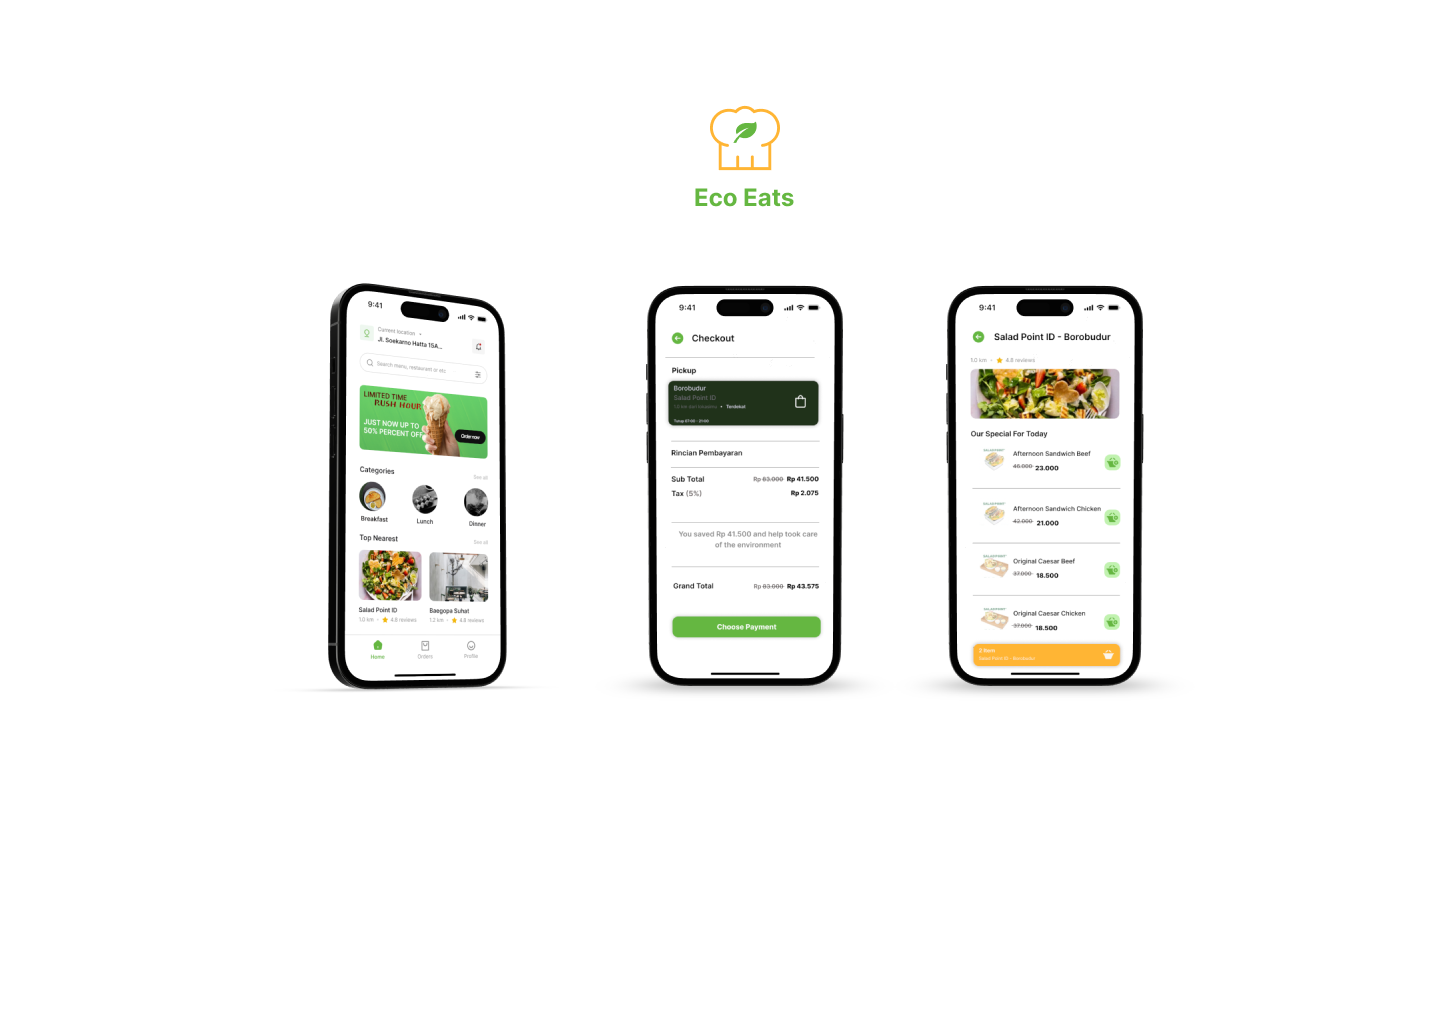 Eco Eats
9:41
Current location
Jl. Soekarno Hatta 15A...
Search menu, restaurant or etc
LIMITED TIME
RUSH HOUR
JUST NOW UP TO
50% PERCENT OFF
Order now
Categories
See all
Breakfast
Lunch
Dinner
Top Nearest
See all
Salad Point ID
1.0 km • 4.8 reviews
Baegopa Suhat
1.2 km • 4.8 reviews
Home
Orders
Profile
9:41
Checkout
Pickup
Borobudur
Salad Point ID
• Terdekat
Tutup 07:00 - 21:00
Rincian Pembayaran
Sub Total Rp 83.000 Rp 41.500
Tax (5%) Rp 2.075
You saved Rp 41.500 and help took care
of the environment
Grand Total Rp 83.000 Rp 43.575
Choose Payment
9:41
Salad Point ID - Borobudur
1.0 km • 4.8 reviews
Our Special For Today
Afternoon Sandwich Beef
46.000 23.000
Afternoon Sandwich Chicken
42.000 21.000
Original Caesar Beef
37.000 18.500
Original Caesar Chicken
37.000 18.500
2 Item
Salad Point ID - Borobudur